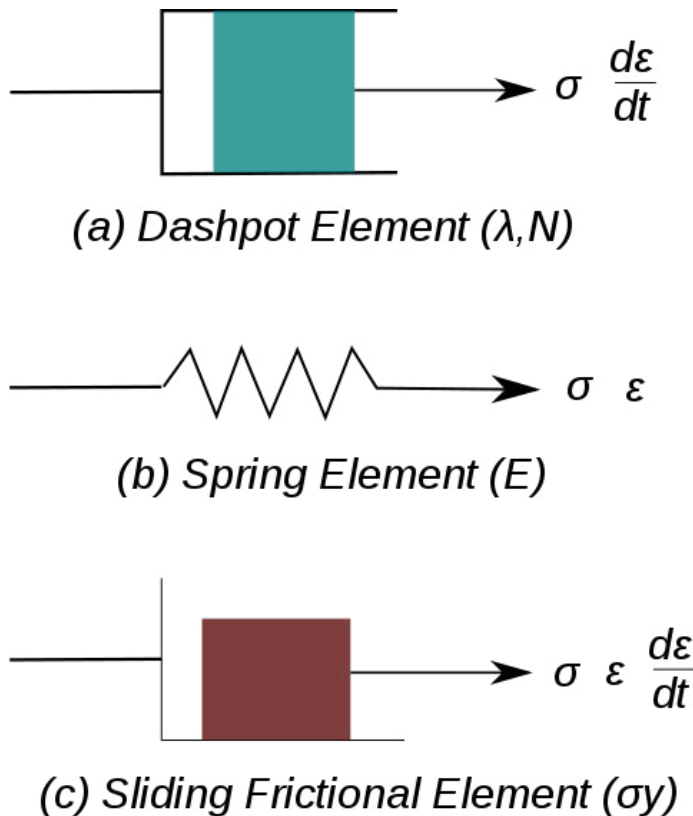 σ dε/dt
(a) Dashpot Element (λ,N)
σ ε
(b) Spring Element (E)
σ ε dε/dt
(c) Sliding Frictional Element (σy)